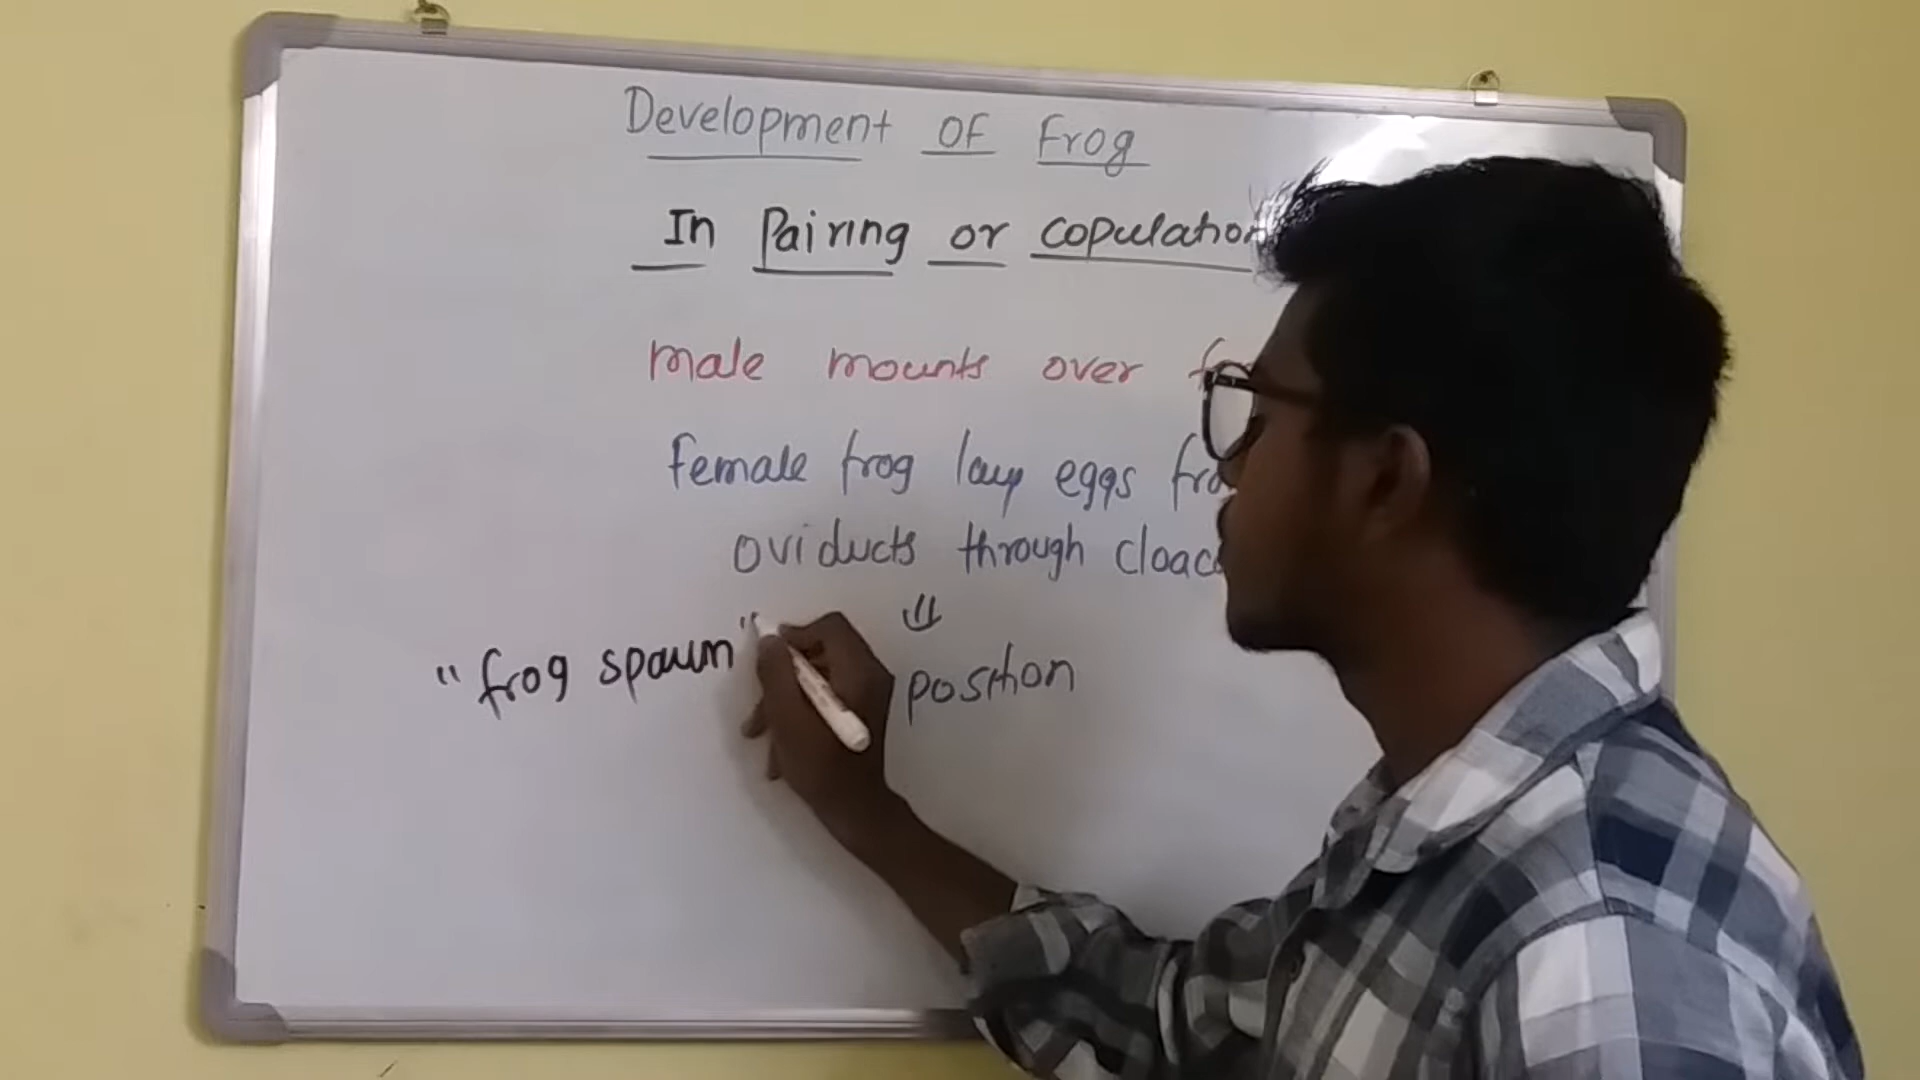 Development OF Frog
In Pairing or copulation
male mounts over
female frog lay eggs
oviducts through
⇓
"frog spawn" position